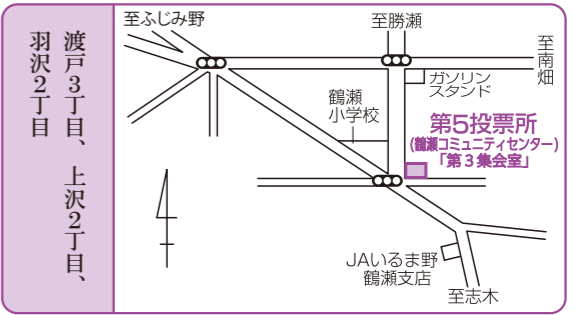 渡戸3丁目、上沢2丁目、
羽沢2丁目
至ふじみ野
至勝瀬
至南畑
ガソリン
スタンド
鶴瀬
小学校
第5投票所
(鶴瀬コミュニティセンター)
「第3集会室」
JAいるま野
鶴瀬支店
至志木